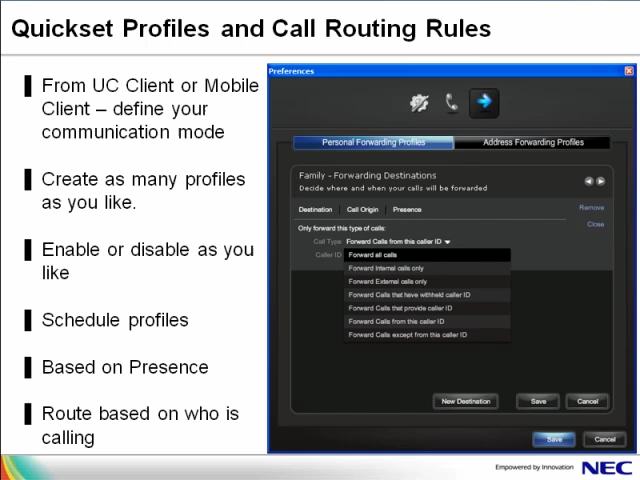 Quickset Profiles and Call Routing Rules
From UC Client or Mobile
Client – define your
communication mode
Create as many profiles
as you like.
Enable or disable as you
like
Schedule profiles
Based on Presence
Route based on who is
calling
Preferences
Personal Forwarding Profiles
Address Forwarding Profiles
Family - Forwarding Destinations
Decide where and when your calls will be forwarded
Destination
Call Origin
Presence
Remove
Close
Only forward this type of calls:
Call Type
Forward Calls from this caller ID
Caller ID
Forward all calls
Forward Internal calls only
Forward External calls only
Forward Calls that have withheld caller ID
Forward Calls that provide caller ID
Forward Calls from this caller ID
Forward Calls except from this caller ID
New Destination
Save
Cancel
Save
Cancel
Empowered by Innovation
NEC